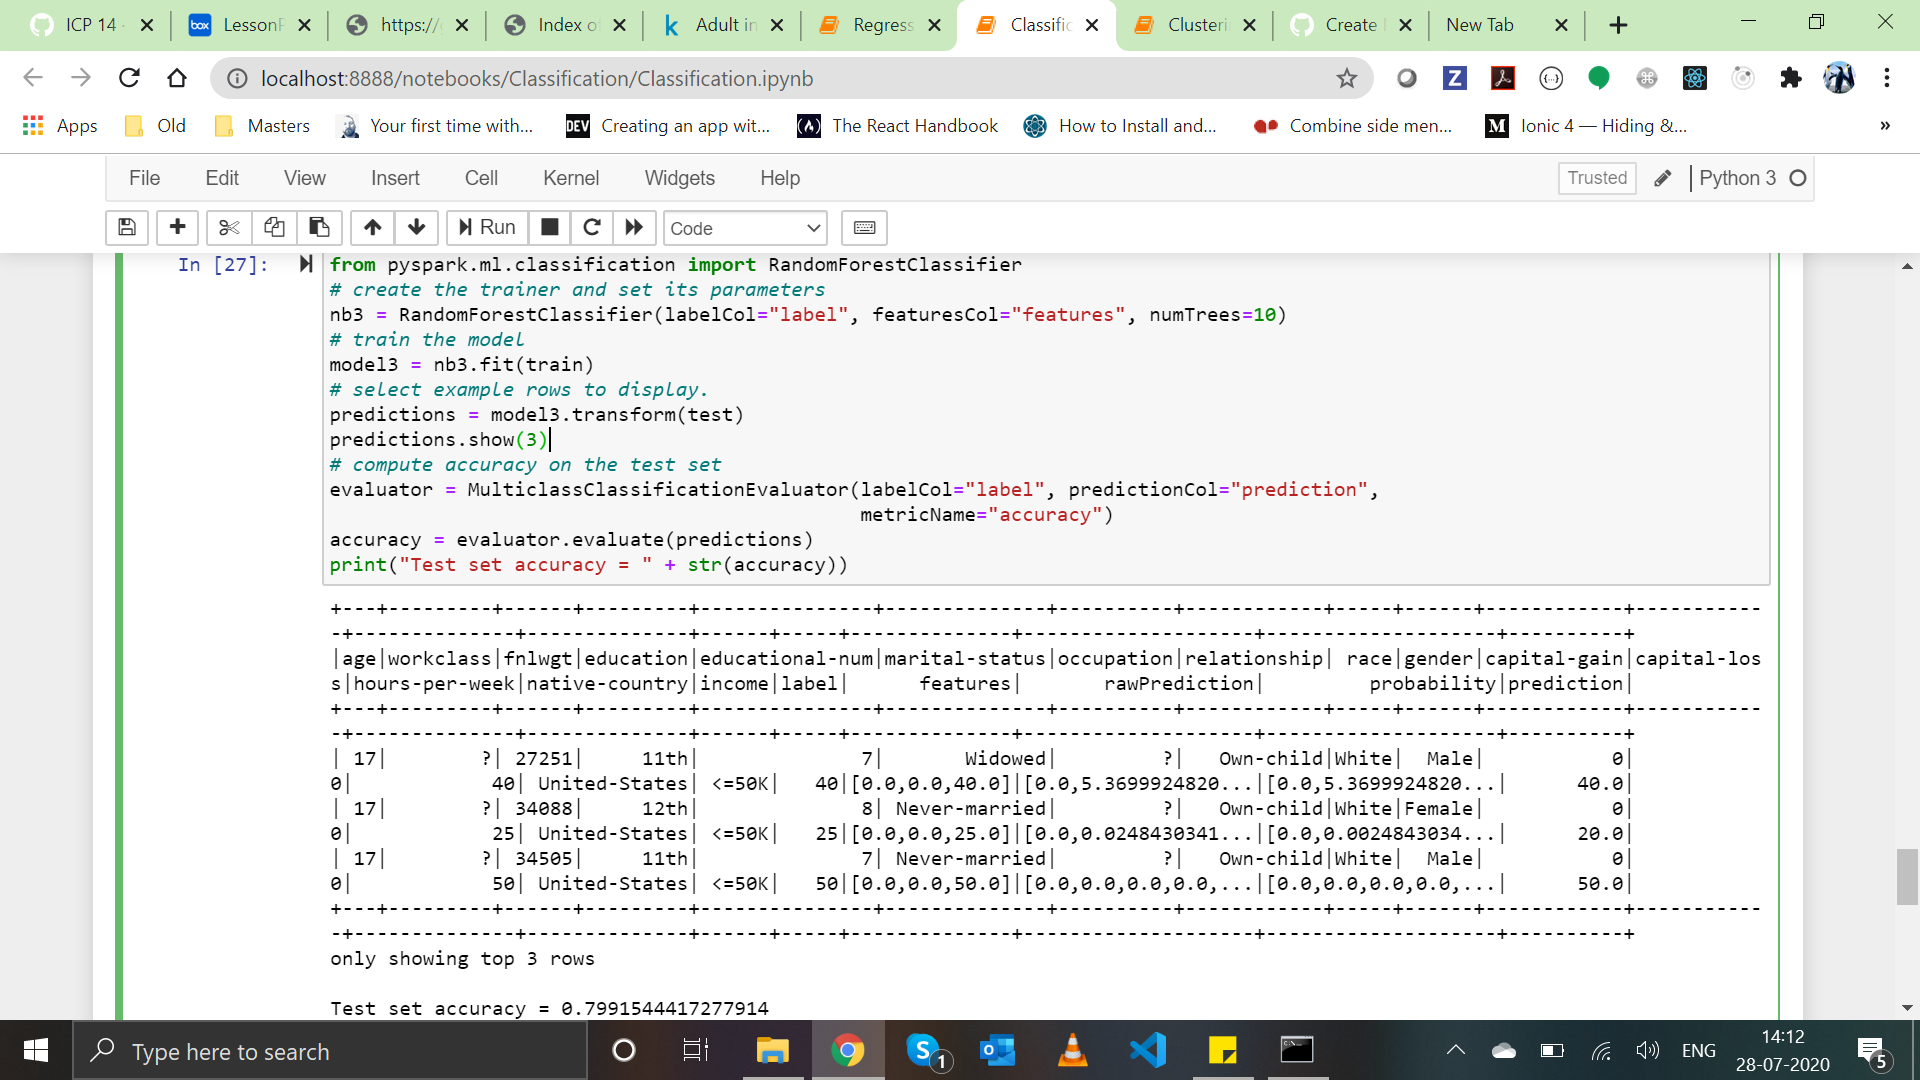 ICP 14
LessonP
https://g
Index o
Adult in
Regress
Classific
Clusteri
Create
New Tab
localhost:8888/notebooks/Classification/Classification.ipynb
Apps
Old
Masters
Your first time with...
DEV
Creating an app wit...
The React Handbook
How to Install and...
Combine side men...
Ionic 4 — Hiding &...
»
File Edit View Insert Cell Kernel Widgets Help
Trusted
Python 3
Run
Code
In [27]:
from pyspark.ml.classification import RandomForestClassifier
# create the trainer and set its parameters
nb3 = RandomForestClassifier(labelCol="label", featuresCol="features", numTrees=10)
# train the model
model3 = nb3.fit(train)
# select example rows to display.
predictions = model3.transform(test)
predictions.show(3)
# compute accuracy on the test set
evaluator = MulticlassClassificationEvaluator(labelCol="label", predictionCol="prediction",
metricName="accuracy")
accuracy = evaluator.evaluate(predictions)
print("Test set accuracy = " + str(accuracy))
+---+---------+------+---------+---------------+--------------+----------+------------+-----+------+------------+-----------
-+--------------+--------------+------+-----+--------------+--------------------+--------------------+----------+
|age|workclass|fnlwgt|education|educational-num|marital-status|occupation|relationship| race|gender|capital-gain|capital-los
s|hours-per-week|native-country|income|label|      features|       rawPrediction|         probability|prediction|
+---+---------+------+---------+---------------+--------------+----------+------------+-----+------+------------+-----------
-+--------------+--------------+------+-----+--------------+--------------------+--------------------+----------+
| 17|        ?| 27251|     11th|              7|       Widowed|         ?|   Own-child|White|  Male|           0|
0|            40| United-States| <=50K|   40|[0.0,0.0,40.0]|[0.0,5.3699924820...|[0.0,5.3699924820...|      40.0|
| 17|        ?| 34088|     12th|              8| Never-married|         ?|   Own-child|White|Female|           0|
0|            25| United-States| <=50K|   25|[0.0,0.0,25.0]|[0.0,0.0248430341...|[0.0,0.0024843034...|      20.0|
| 17|        ?| 34505|     11th|              7| Never-married|         ?|   Own-child|White|  Male|           0|
0|            50| United-States| <=50K|   50|[0.0,0.0,50.0]|[0.0,0.0,0.0,0.0,...|[0.0,0.0,0.0,0.0,...|      50.0|
+---+---------+------+---------+---------------+--------------+----------+------------+-----+------+------------+-----------
-+--------------+--------------+------+-----+--------------+--------------------+--------------------+----------+
only showing top 3 rows
Test set accuracy = 0.7991544417277914
Type here to search
1
ENG
14:12
28-07-2020
5